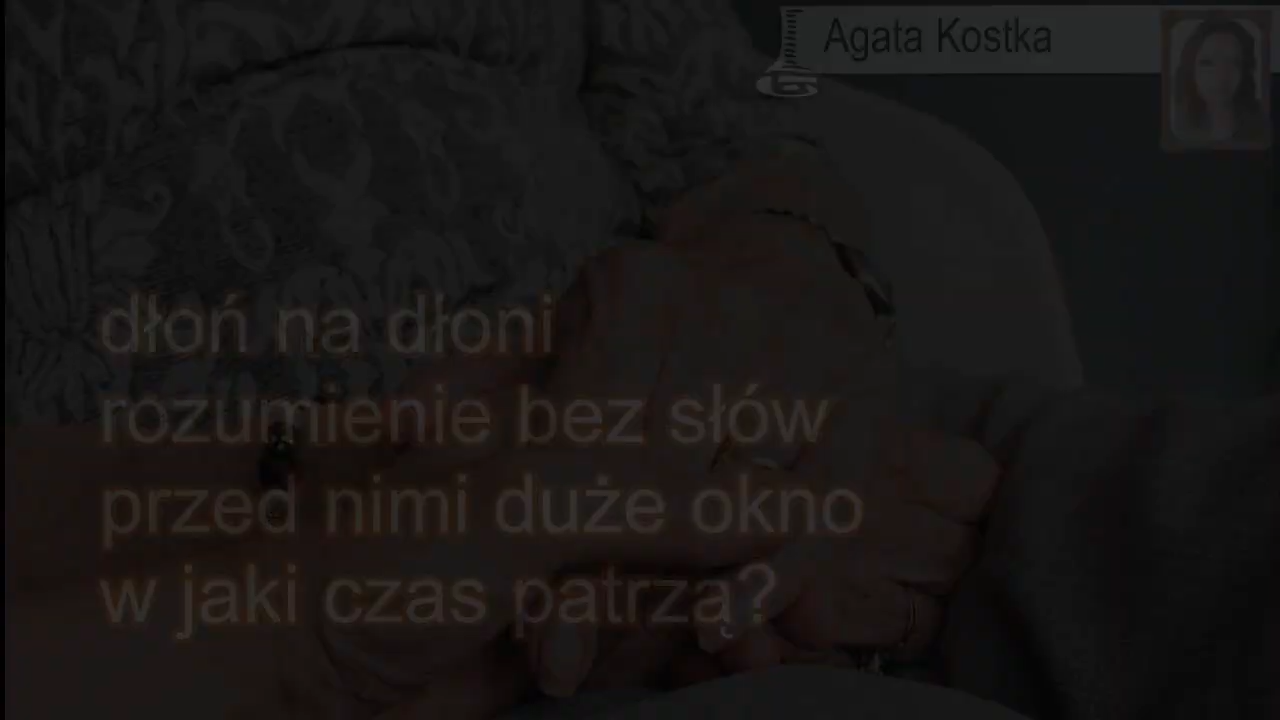 Agata Kostka
dłoń na dłoni
rozumienie bez słów
przed nimi duże okno
w jaki czas patrzą?